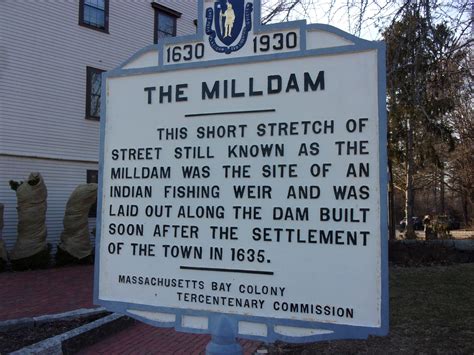 1630 1930
THE MILLDAM
THIS SHORT STRETCH OF
STREET STILL KNOWN AS THE
MILLDAM WAS THE SITE OF AN
INDIAN FISHING WEIR AND WAS
LAID OUT ALONG THE DAM BUILT
SOON AFTER THE SETTLEMENT
OF THE TOWN IN 1635.
MASSACHUSETTS BAY COLONY
TERCENTENARY COMMISSION